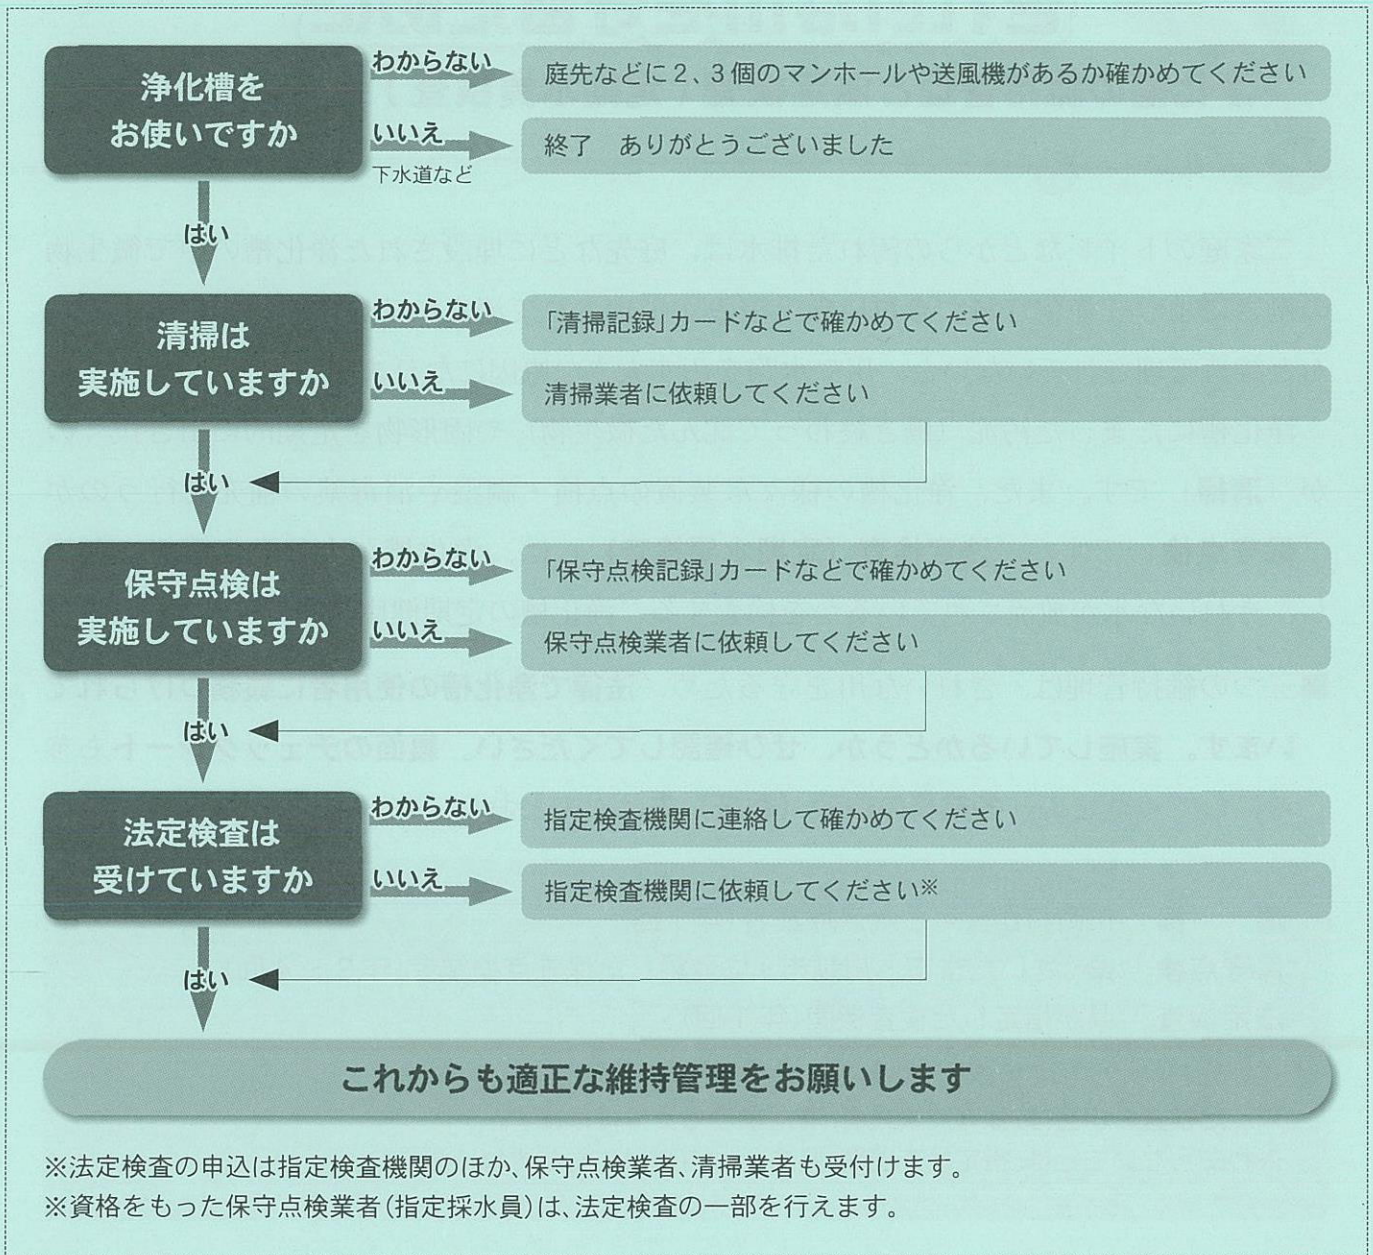 浄化槽を
お使いですか
わからない
庭先などに2、3個のマンホールや送風機があるか確かめてください
いいえ
下水道など
終了　ありがとうございました
はい
清掃は
実施していますか
わからない
「清掃記録」カードなどで確かめてください
いいえ
清掃業者に依頼してください
はい
保守点検は
実施していますか
わからない
「保守点検記録」カードなどで確かめてください
いいえ
保守点検業者に依頼してください
はい
法定検査は
受けていますか
わからない
指定検査機関に連絡して確かめてください
いいえ
指定検査機関に依頼してください※
はい
これからも適正な維持管理をお願いします
※法定検査の申込は指定検査機関のほか、保守点検業者、清掃業者も受付けます。
※資格をもった保守点検業者(指定採水員)は、法定検査の一部を行えます。